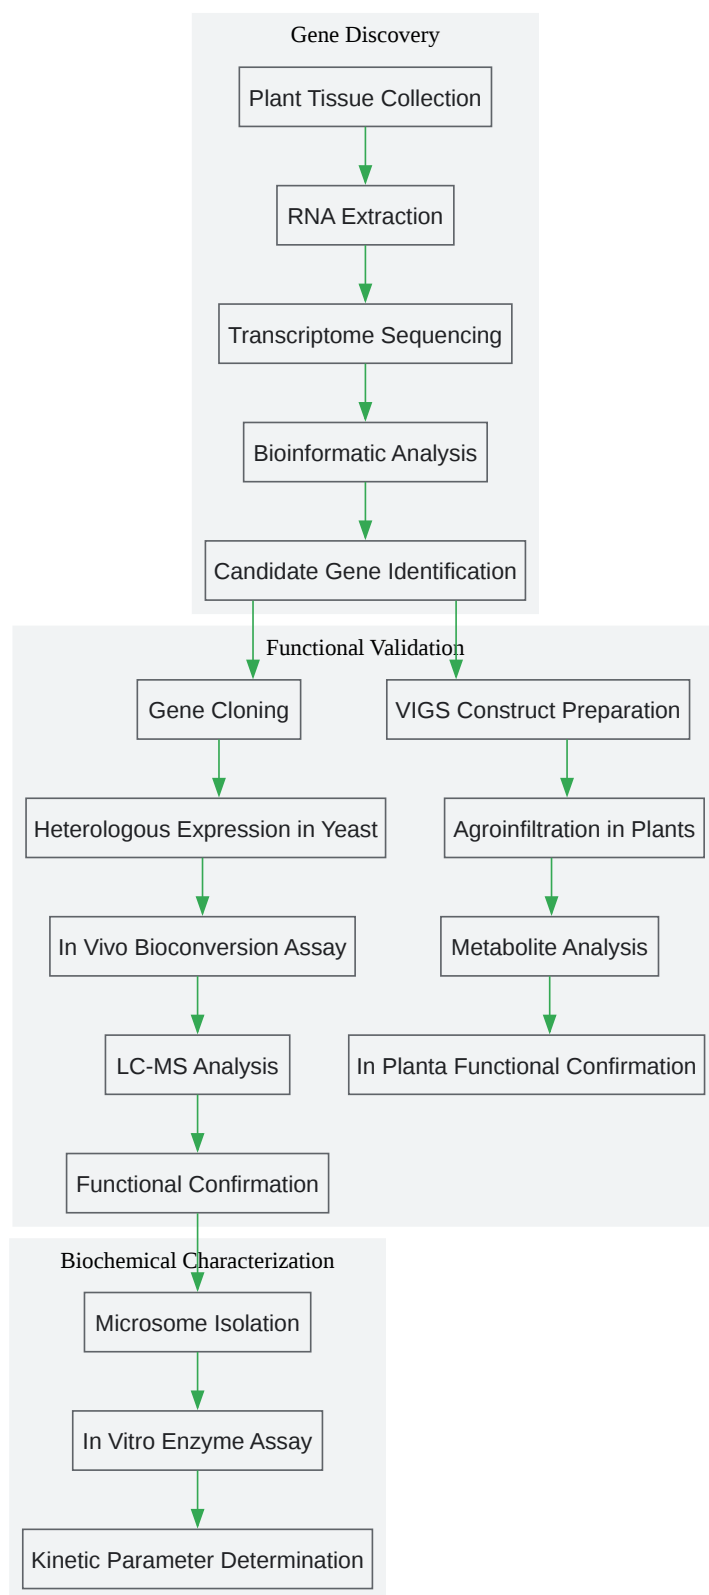 Gene Discovery
Plant Tissue Collection
RNA Extraction
Transcriptome Sequencing
Bioinformatic Analysis
Candidate Gene Identification
Functional Validation
Gene Cloning
VIGS Construct Preparation
Heterologous Expression in Yeast
Agroinfiltration in Plants
In Vivo Bioconversion Assay
Metabolite Analysis
LC-MS Analysis
In Planta Functional Confirmation
Functional Confirmation
Biochemical Characterization
Microsome Isolation
In Vitro Enzyme Assay
Kinetic Parameter Determination